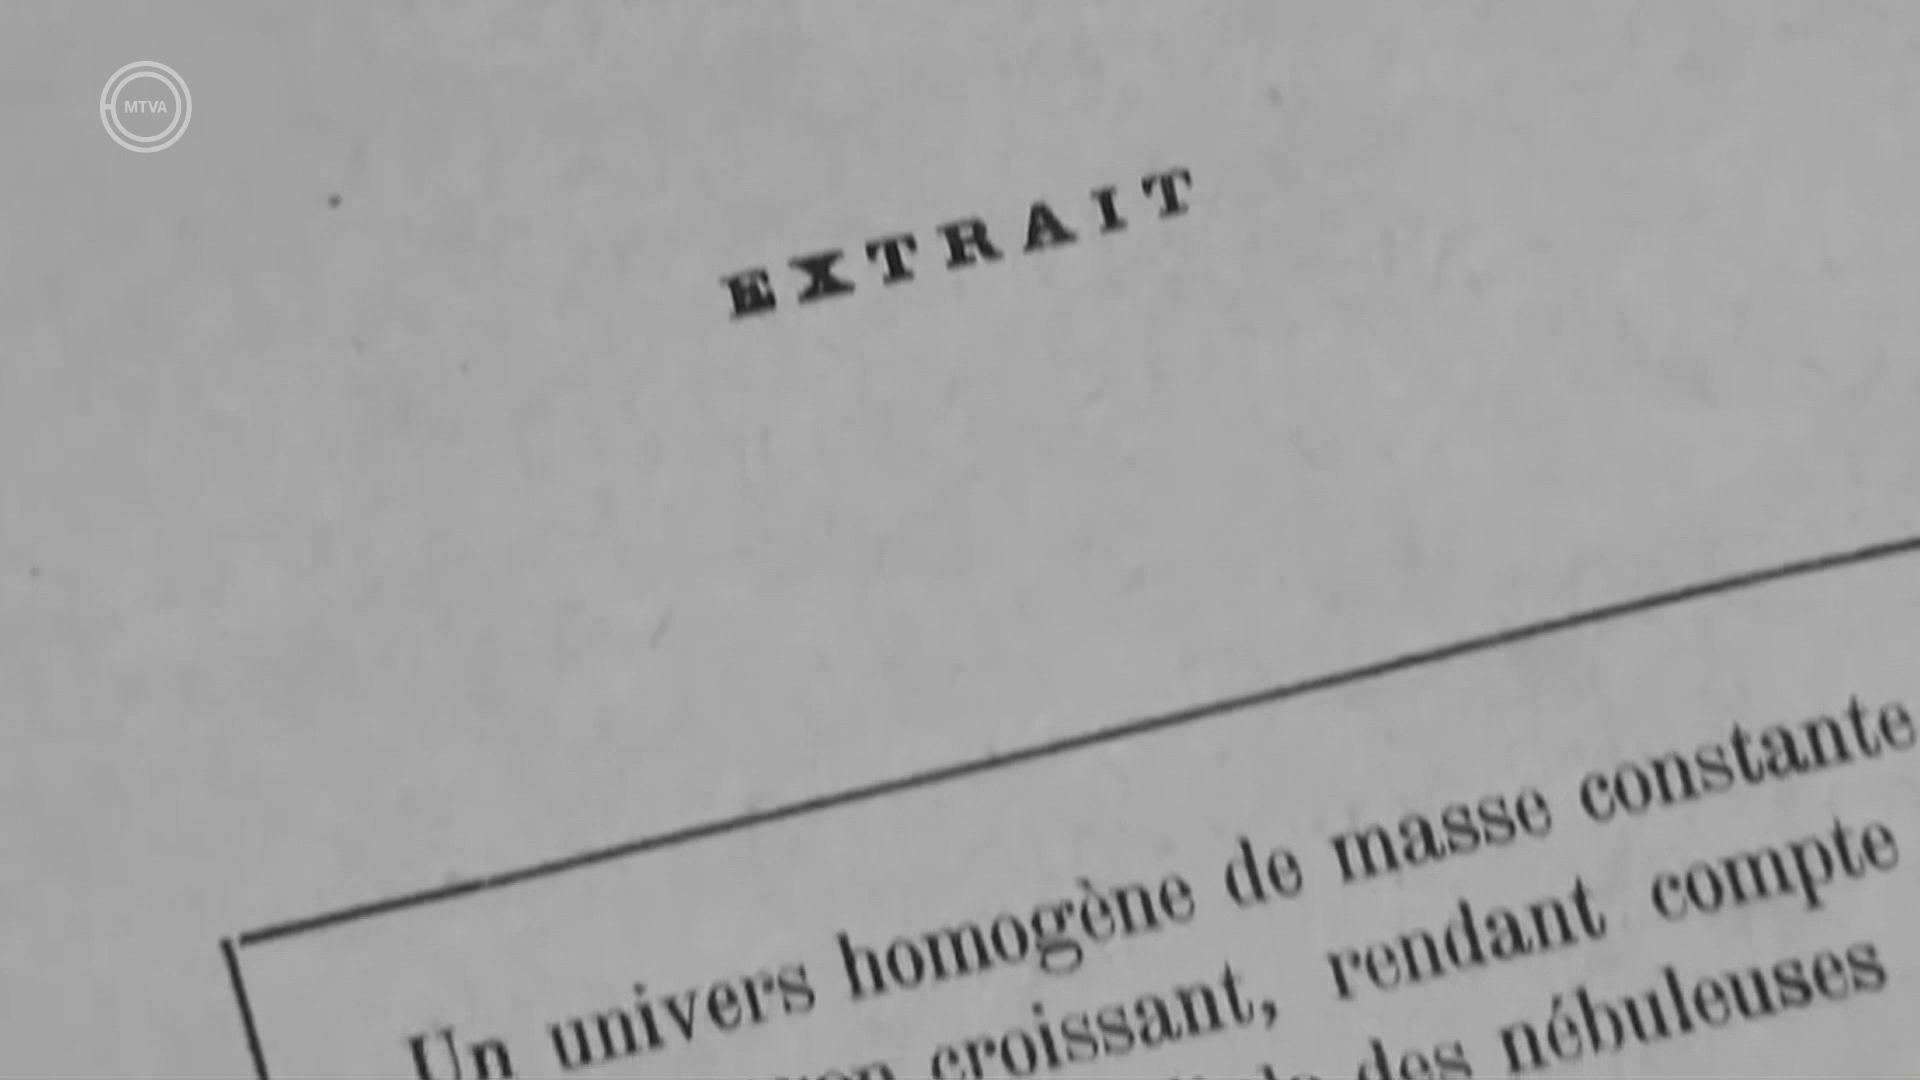 MTVA
EXTRAIT
Un univers homogène de masse constante
croissant, rendant compte
des nébuleuses